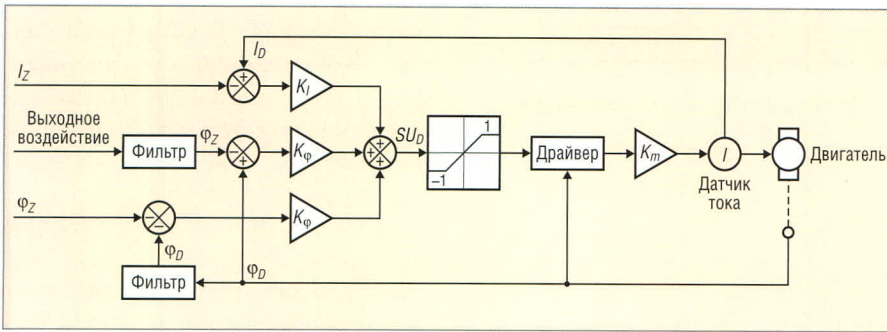 I_D
I_Z
K_I
Выходное
воздействие
Фильтр
φ_Z
K_φ
SU_D
1
−1
Драйвер
K_m
I
Датчик
тока
Двигатель
φ_Z
K_φ
φ_D
Фильтр
φ_D